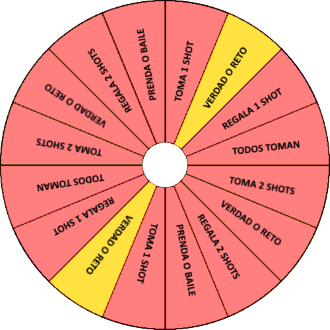 TOMA 1 SHOT
VERDAD O RETO
REGALA 1 SHOT
TODOS TOMAN
TOMA 2 SHOTS
VERDAD O RETO
REGALA 2 SHOTS
PRENDA O BAILE
TOMA 1 SHOT
VERDAD O RETO
REGALA 1 SHOT
TODOS TOMAN
TOMA 2 SHOTS
VERDAD O RETO
REGALA 2 SHOTS
PRENDA O BAILE